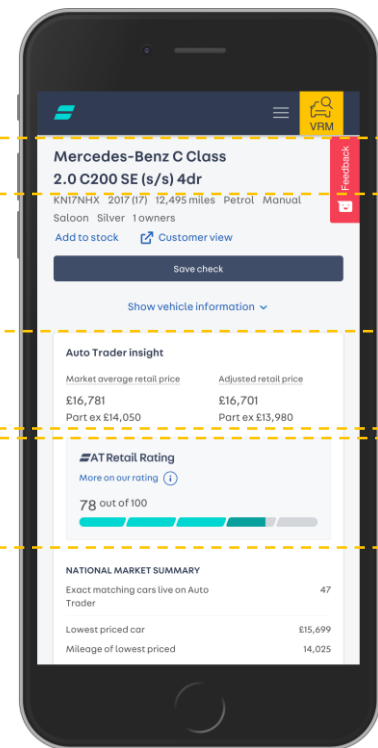 VRM
Feedback
Mercedes-Benz C Class
2.0 C200 SE (s/s) 4dr
KN17NHX 2017 (17) 12,495 miles Petrol Manual
Saloon Silver 1 owners
Add to stock Customer view
Save check
Show vehicle information
Auto Trader insight
Market average retail price Adjusted retail price
£16,781 £16,701
Part ex £14,050 Part ex £13,980
AT Retail Rating
More on our rating i
78 out of 100
NATIONAL MARKET SUMMARY
Exact matching cars live on Auto 47
Trader
Lowest priced car £15,699
Mileage of lowest priced 14,025